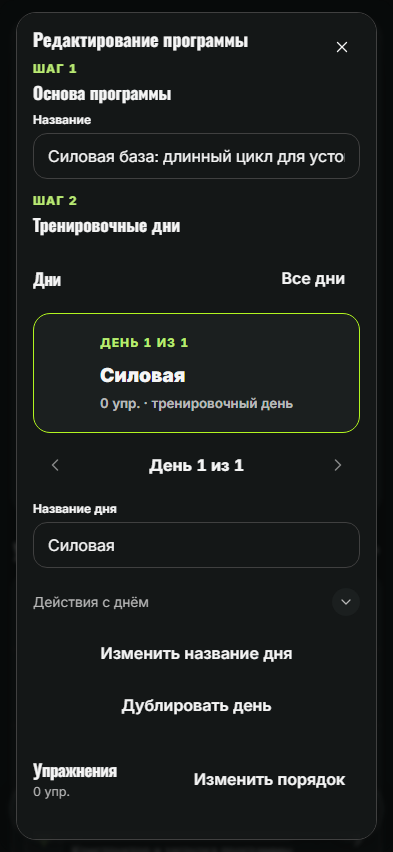 Редактирование программы
ШАГ 1
Основа программы
Название
Силовая база: длинный цикл для усто
ШАГ 2
Тренировочные дни
Дни
Все дни
ДЕНЬ 1 ИЗ 1
Силовая
0 упр. · тренировочный день
День 1 из 1
Название дня
Силовая
Действия с днём
Изменить название дня
Дублировать день
Упражнения
Изменить порядок
0 упр.